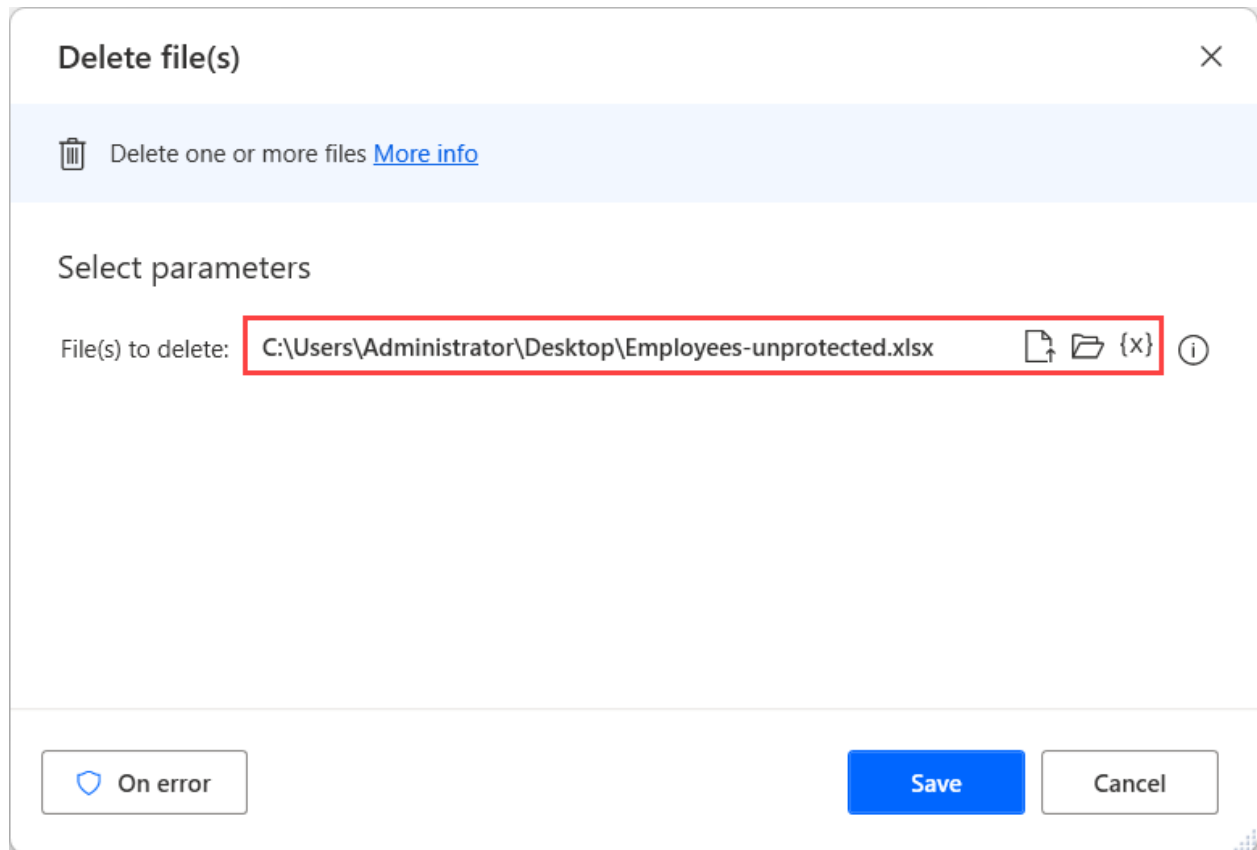 Delete file(s)
Delete one or more files More info
Select parameters
File(s) to delete: C:\Users\Administrator\Desktop\Employees-unprotected.xlsx {x}
On error Save Cancel